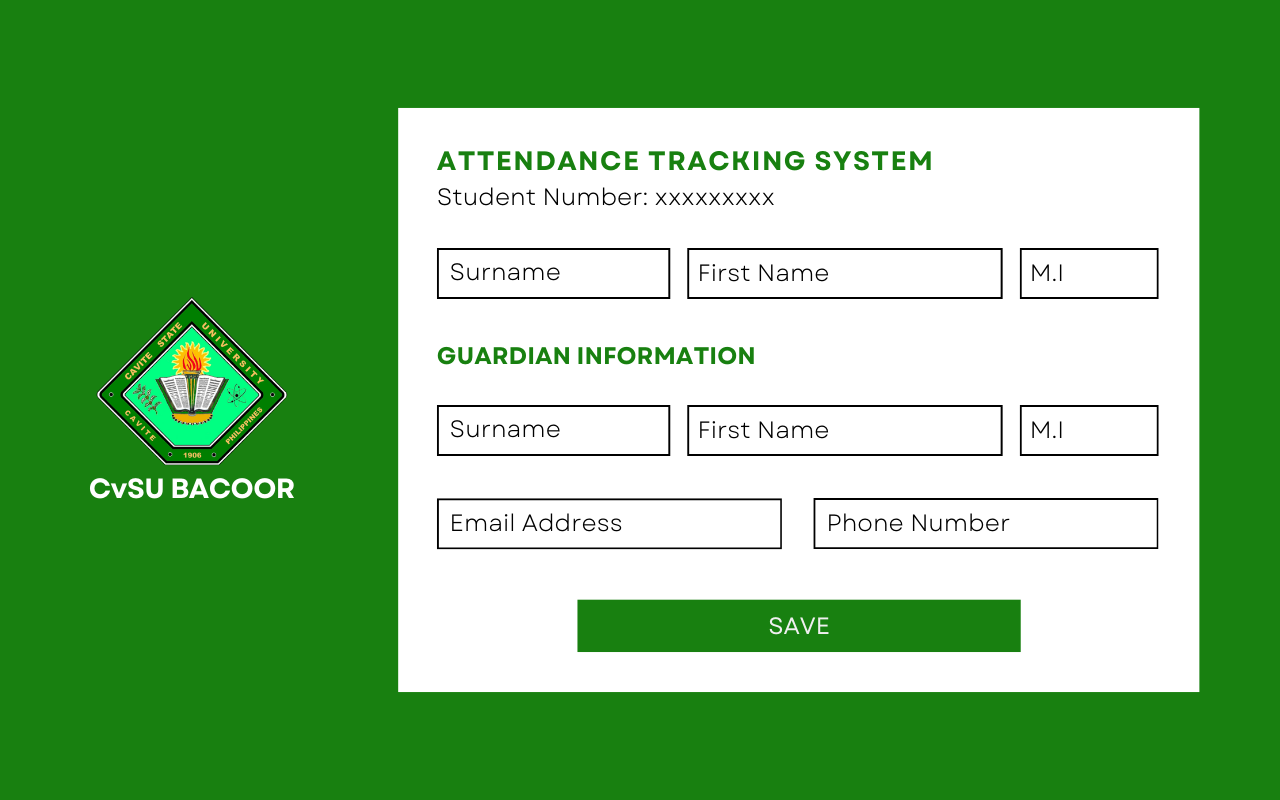 ATTENDANCE TRACKING SYSTEM
Student Number: xxxxxxxxx
Surname First Name M.I
GUARDIAN INFORMATION
Surname First Name M.I
Email Address Phone Number
SAVE
CAVITE STATE UNIVERSITY
CAVITE PHILIPPINES
1906
CvSU BACOOR